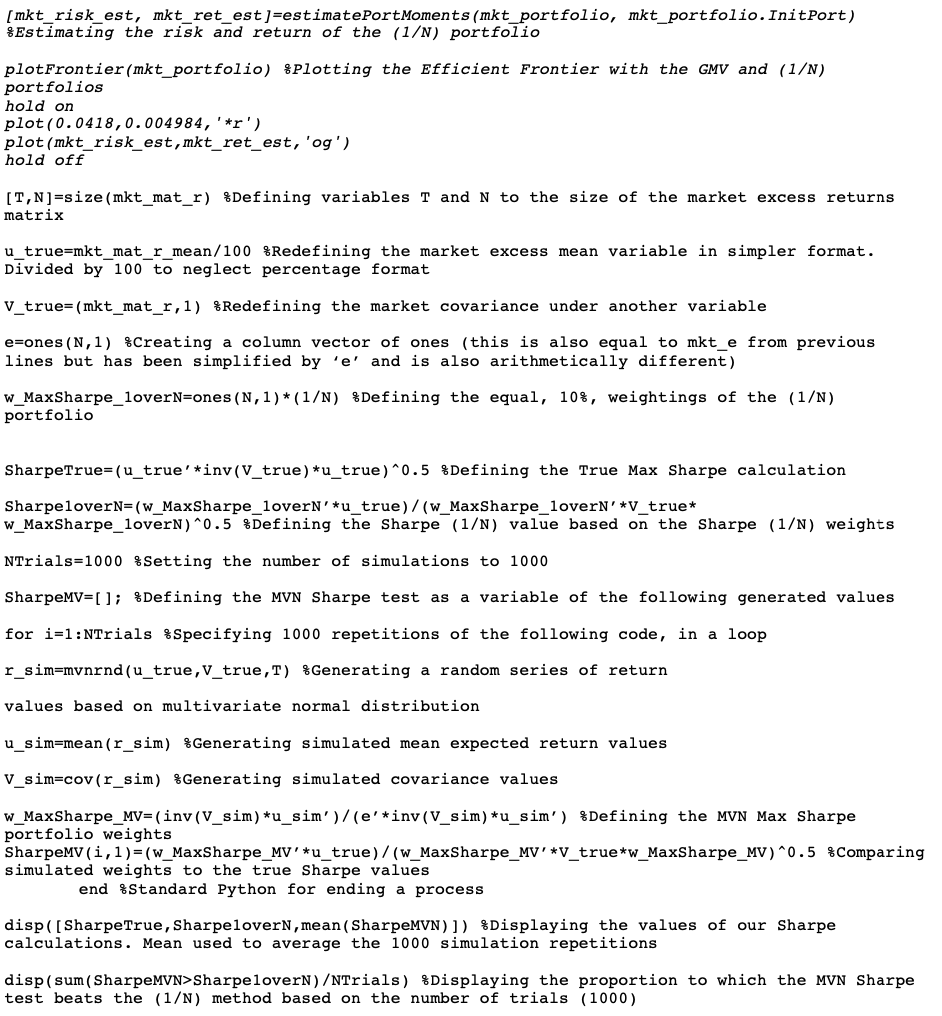 [mkt_risk_est, mkt_ret_est]=estimatePortMoments(mkt_portfolio, mkt_portfolio.InitPort)
%Estimating the risk and return of the (1/N) portfolio
plotFrontier(mkt_portfolio) %Plotting the Efficient Frontier with the GMV and (1/N)
portfolios
hold on
plot(0.0418,0.004984,'*r')
plot(mkt_risk_est,mkt_ret_est,'og')
hold off
[T,N]=size(mkt_mat_r) %Defining variables T and N to the size of the market excess returns
matrix
u_true=mkt_mat_r_mean/100 %Redefining the market excess mean variable in simpler format.
Divided by 100 to neglect percentage format
V_true=(mkt_mat_r,1) %Redefining the market covariance under another variable
e=ones(N,1) %Creating a column vector of ones (this is also equal to mkt_e from previous
lines but has been simplified by ‘e’ and is also arithmetically different)
w_MaxSharpe_1overN=ones(N,1)*(1/N) %Defining the equal, 10%, weightings of the (1/N)
portfolio
SharpeTrue=(u_true’*inv(V_true)*u_true)^0.5 %Defining the True Max Sharpe calculation
Sharpe1overN=(w_MaxSharpe_1overN’*u_true)/(w_MaxSharpe_1overN’*V_true*
w_MaxSharpe_1overN)^0.5 %Defining the Sharpe (1/N) value based on the Sharpe (1/N) weights
NTrials=1000 %Setting the number of simulations to 1000
SharpeMV=[]; %Defining the MVN Sharpe test as a variable of the following generated values
for i=1:NTrials %Specifying 1000 repetitions of the following code, in a loop
r_sim=mvnrnd(u_true,V_true,T) %Generating a random series of return
values based on multivariate normal distribution
u_sim=mean(r_sim) %Generating simulated mean expected return values
V_sim=cov(r_sim) %Generating simulated covariance values
w_MaxSharpe_MV=(inv(V_sim)*u_sim’)/(e’*inv(V_sim)*u_sim’) %Defining the MVN Max Sharpe
portfolio weights
SharpeMV(i,1)=(w_MaxSharpe_MV’*u_true)/(w_MaxSharpe_MV’*V_true*w_MaxSharpe_MV)^0.5 %Comparing
simulated weights to the true Sharpe values
end %Standard Python for ending a process
disp([SharpeTrue,Sharpe1overN,mean(SharpeMVN)]) %Displaying the values of our Sharpe
calculations. Mean used to average the 1000 simulation repetitions
disp(sum(SharpeMVN>Sharpe1overN)/NTrials) %Displaying the proportion to which the MVN Sharpe
test beats the (1/N) method based on the number of trials (1000)